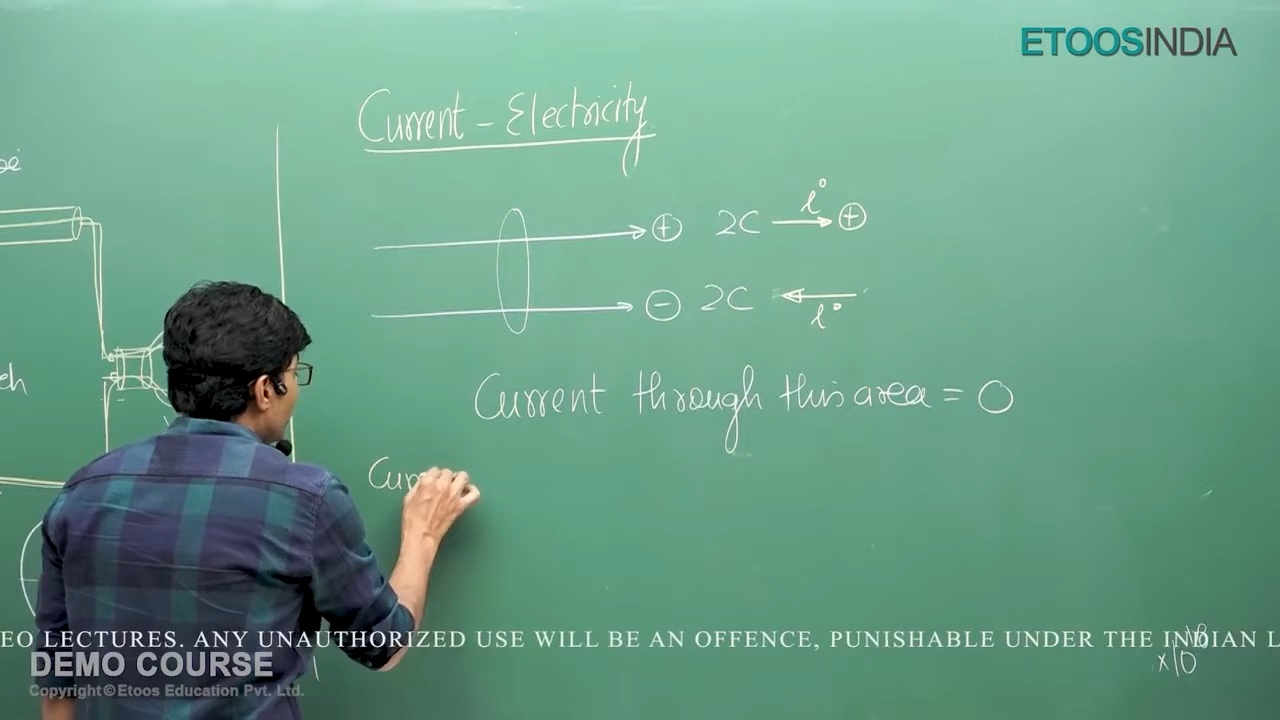 ETOOSINDIA
Current - Electricity
⊕ 2C i ⊕
⊖ 2C i
Current through this area = 0
Cur
EO LECTURES. ANY UNAUTHORIZED USE WILL BE AN OFFENCE, PUNISHABLE UNDER THE INDIAN L
DEMO COURSE
Copyright © Etoos Education Pvt. Ltd.